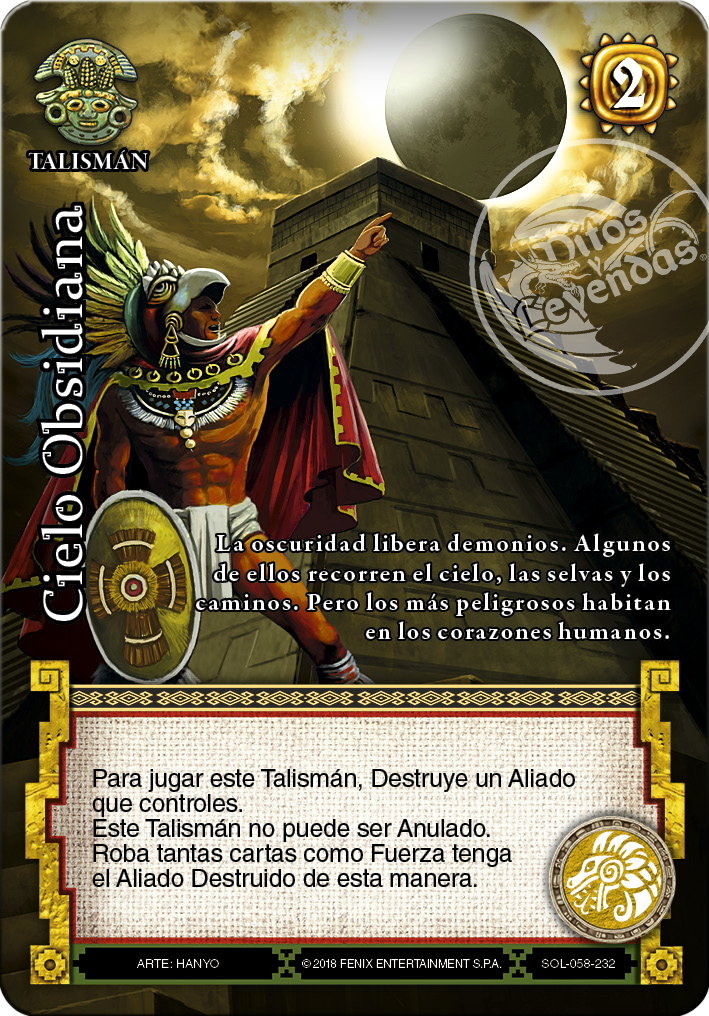 TALISMÁN
2
Mitos
y
Leyendas
®
Cielo Obsidiana
La oscuridad libera demonios. Algunos
de ellos recorren el cielo, las selvas y los
caminos. Pero los más peligrosos habitan
en los corazones humanos.
Para jugar este Talismán, Destruye un Aliado
que controles.
Este Talismán no puede ser Anulado.
Roba tantas cartas como Fuerza tenga
el Aliado Destruido de esta manera.
ARTE: HANYO
© 2018 FENIX ENTERTAINMENT S.P.A.
SOL-058-232